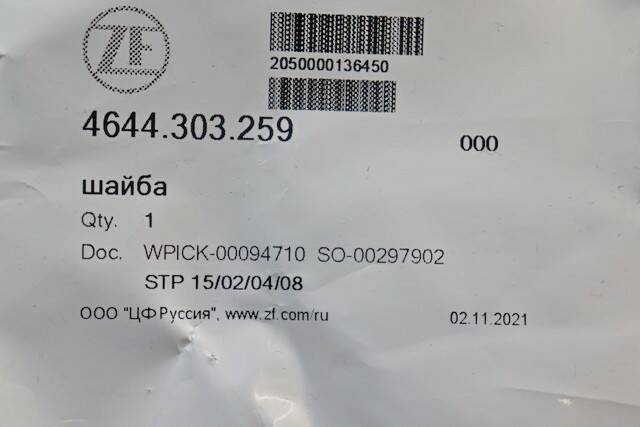 ZF
2050000136450
4644.303.259 000
шайба
Qty. 1
Doc. WPICK-00094710 SO-00297902
STP 15/02/04/08
ООО "ЦФ Руссия", www.zf.com/ru 02.11.2021